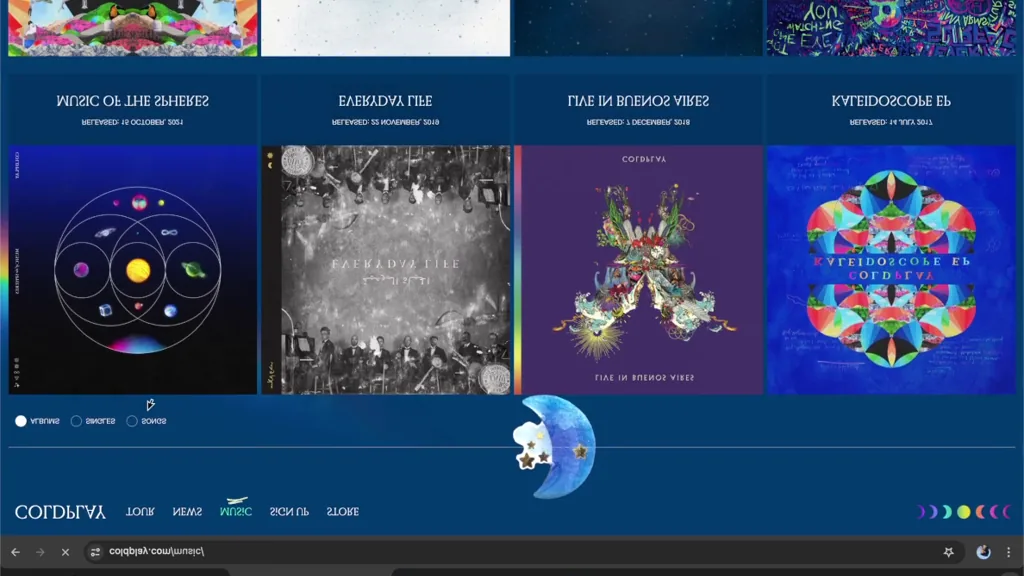 coldplay.com/music/
COLDPLAY TOUR NEWS MUSIC SIGN UP STORE
ALBUMS SINGLES SONGS
LIVE IN BUENOS AIRES
EVERYDAY LIFE
COLDPLAY
KALEIDOSCOPE EP
COLDPLAY
MUSIC OF THE SPHERES
RELEASED: 15 OCTOBER, 2021
EVERYDAY LIFE
RELEASED: 22 NOVEMBER, 2019
LIVE IN BUENOS AIRES
RELEASED: 7 DECEMBER, 2018
KALEIDOSCOPE EP
RELEASED: 14 JULY 2017